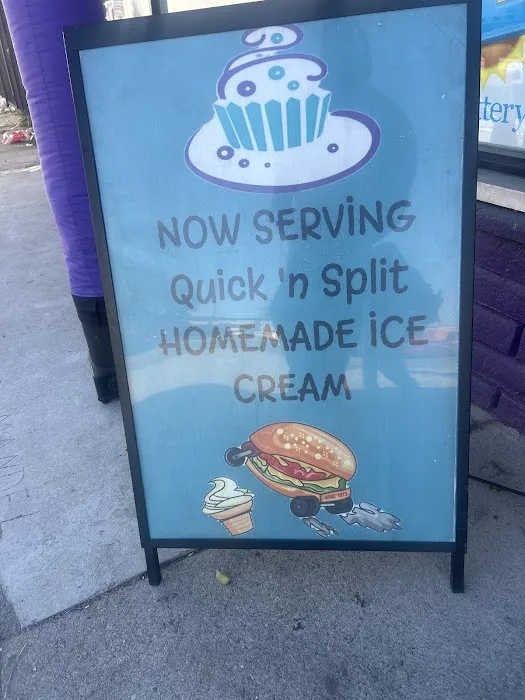 NOW SERViNG
Quick 'n Split
HOMEMADE iCE
CREAM